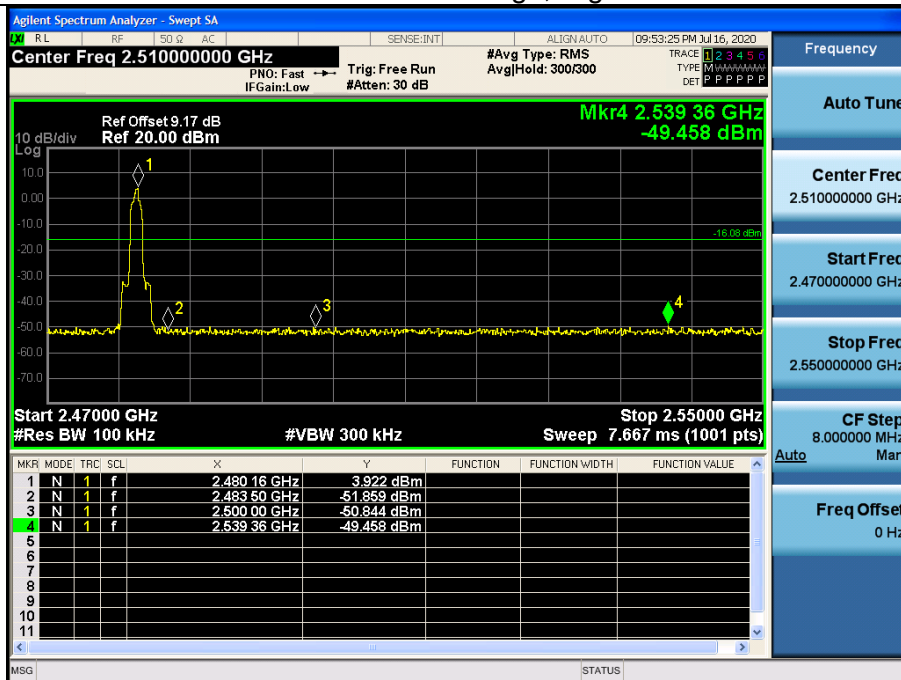 Agilent Spectrum Analyzer - Swept SA
LXI RL RF 50 Ω AC SENSE:INT ALIGN AUTO 09:53:25 PM Jul 16, 2020
Center Freq 2.510000000 GHz #Avg Type: RMS TRACE 1 2 3 4 5 6
PNO: Fast Trig: Free Run Avg|Hold: 300/300 TYPE M W W W W W
IFGain:Low #Atten: 30 dB DET P P P P P P
Mkr4 2.539 36 GHz
-49.458 dBm
Ref Offset 9.17 dB
10 dB/div Ref 20.00 dBm
Log
10.0
0.00
-10.0
-20.0
-30.0
-40.0
-50.0
-60.0
-70.0
1
2
3
4
-16.08 dBm
Start 2.47000 GHz Stop 2.55000 GHz
#Res BW 100 kHz #VBW 300 kHz Sweep 7.667 ms (1001 pts)
MKR MODE TRC SCL X Y FUNCTION FUNCTION WIDTH FUNCTION VALUE
1 N 1 f 2.480 16 GHz 3.922 dBm
2 N 1 f 2.483 50 GHz -51.859 dBm
3 N 1 f 2.500 00 GHz -50.844 dBm
4 N 1 f 2.539 36 GHz -49.458 dBm
5
6
7
8
9
10
11
MSG STATUS
Frequency
Auto Tune
Center Freq
2.510000000 GHz
Start Freq
2.470000000 GHz
Stop Freq
2.550000000 GHz
CF Step
8.000000 MHz
Auto Man
Freq Offset
0 Hz